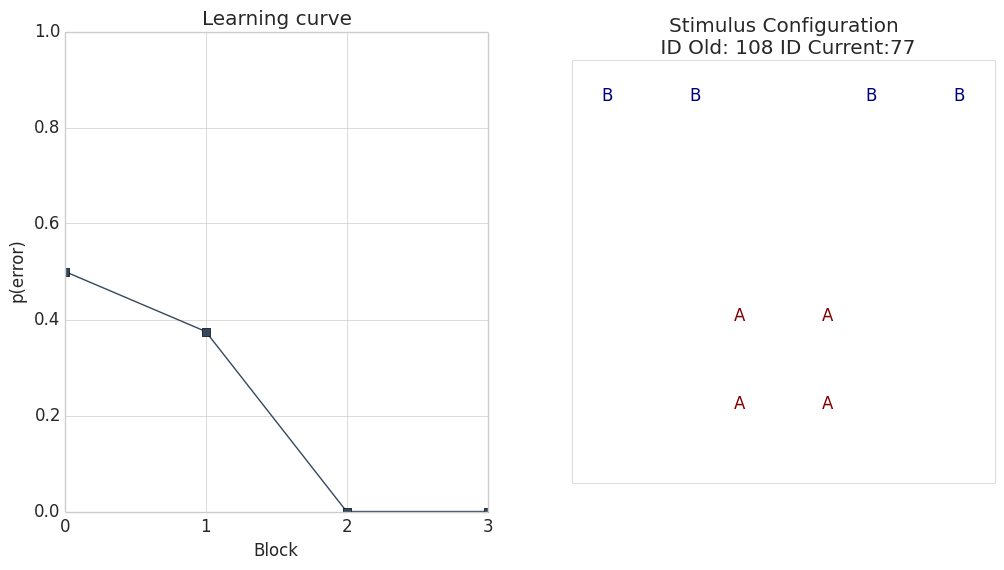 Learning curve
1.0
0.8
0.6
0.4
0.2
0.0
p(error)
0 1 2 3
Block
Stimulus Configuration
ID Old: 108 ID Current:77
B B B B
A A
A A